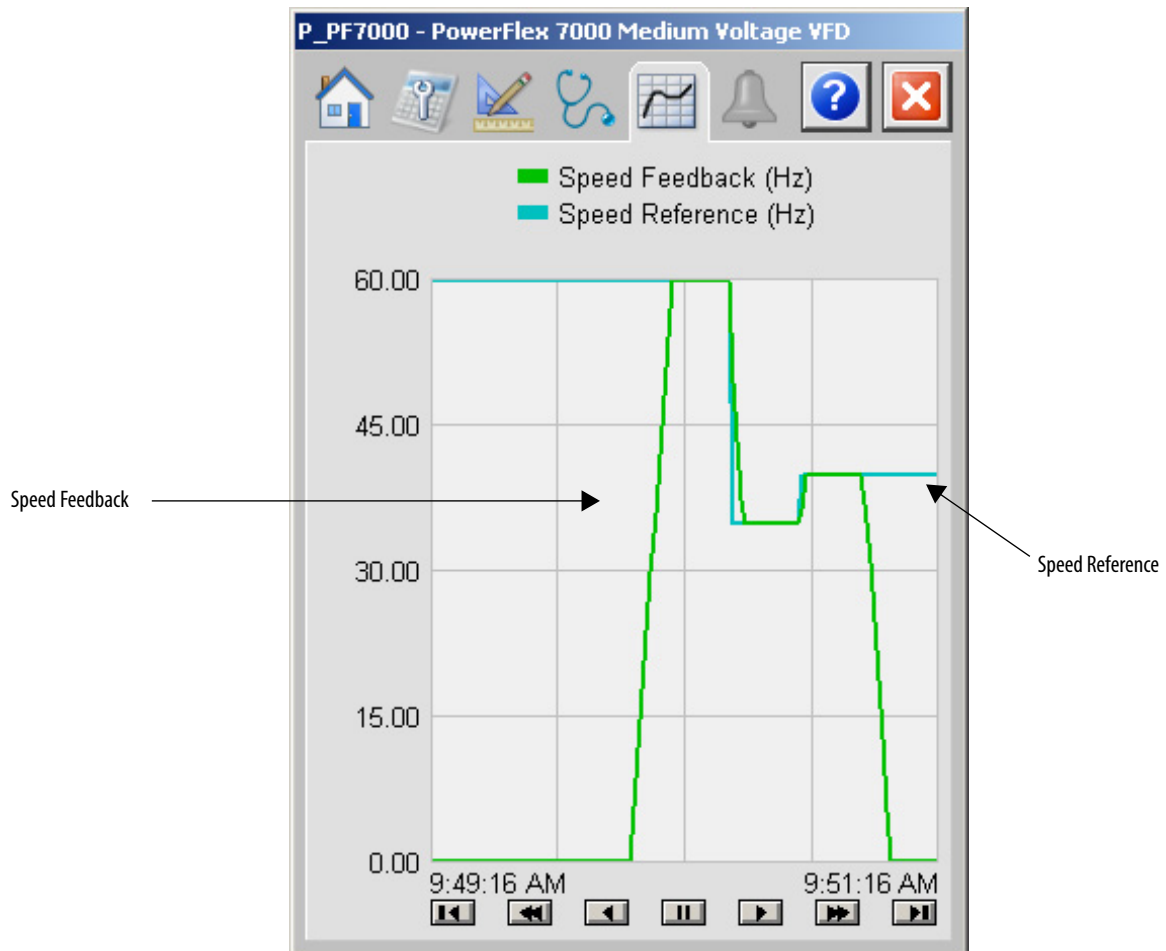 P_PF7000 - PowerFlex 7000 Medium Voltage VFD
?
Speed Feedback (Hz)
Speed Reference (Hz)
60.00
45.00
Speed Feedback
30.00
Speed Reference
15.00
0.00
9:49:16 AM 9:51:16 AM